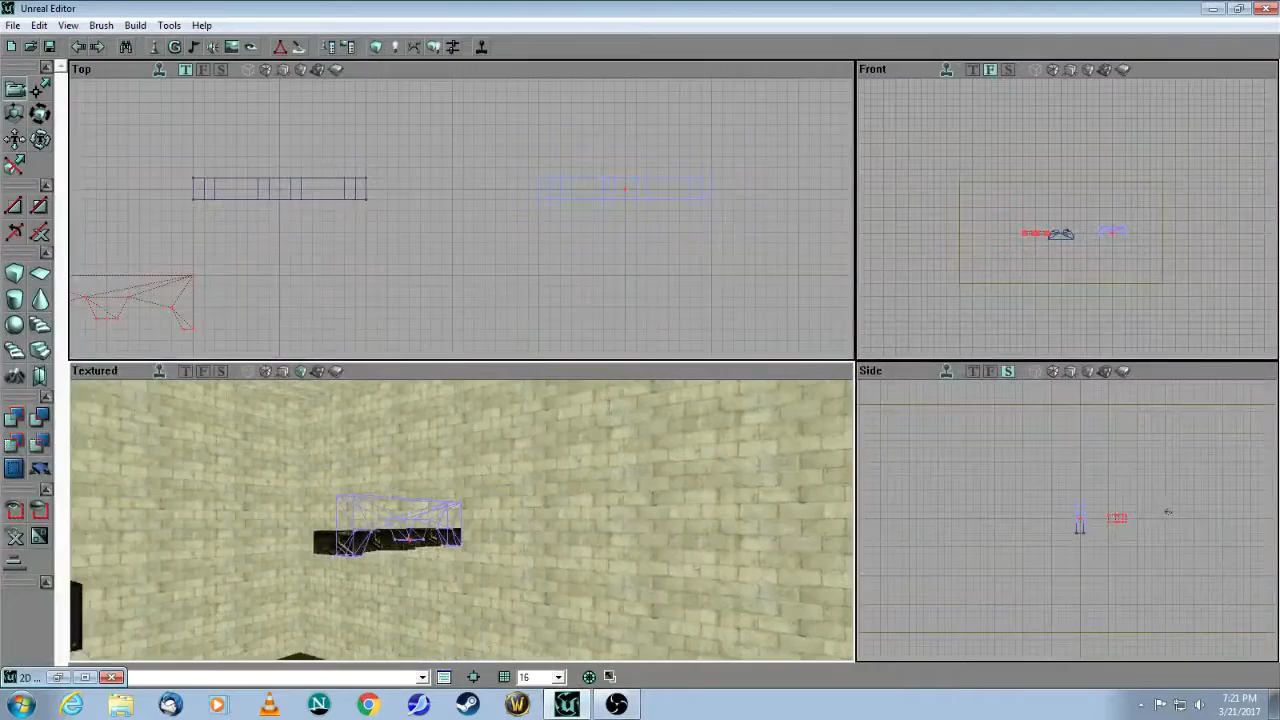 Unreal Editor
File Edit View Brush Build Tools Help
Top T F S
Front T F S
Textured T F S
Side T F S
2D ... 16
7:21 PM
3/21/2017